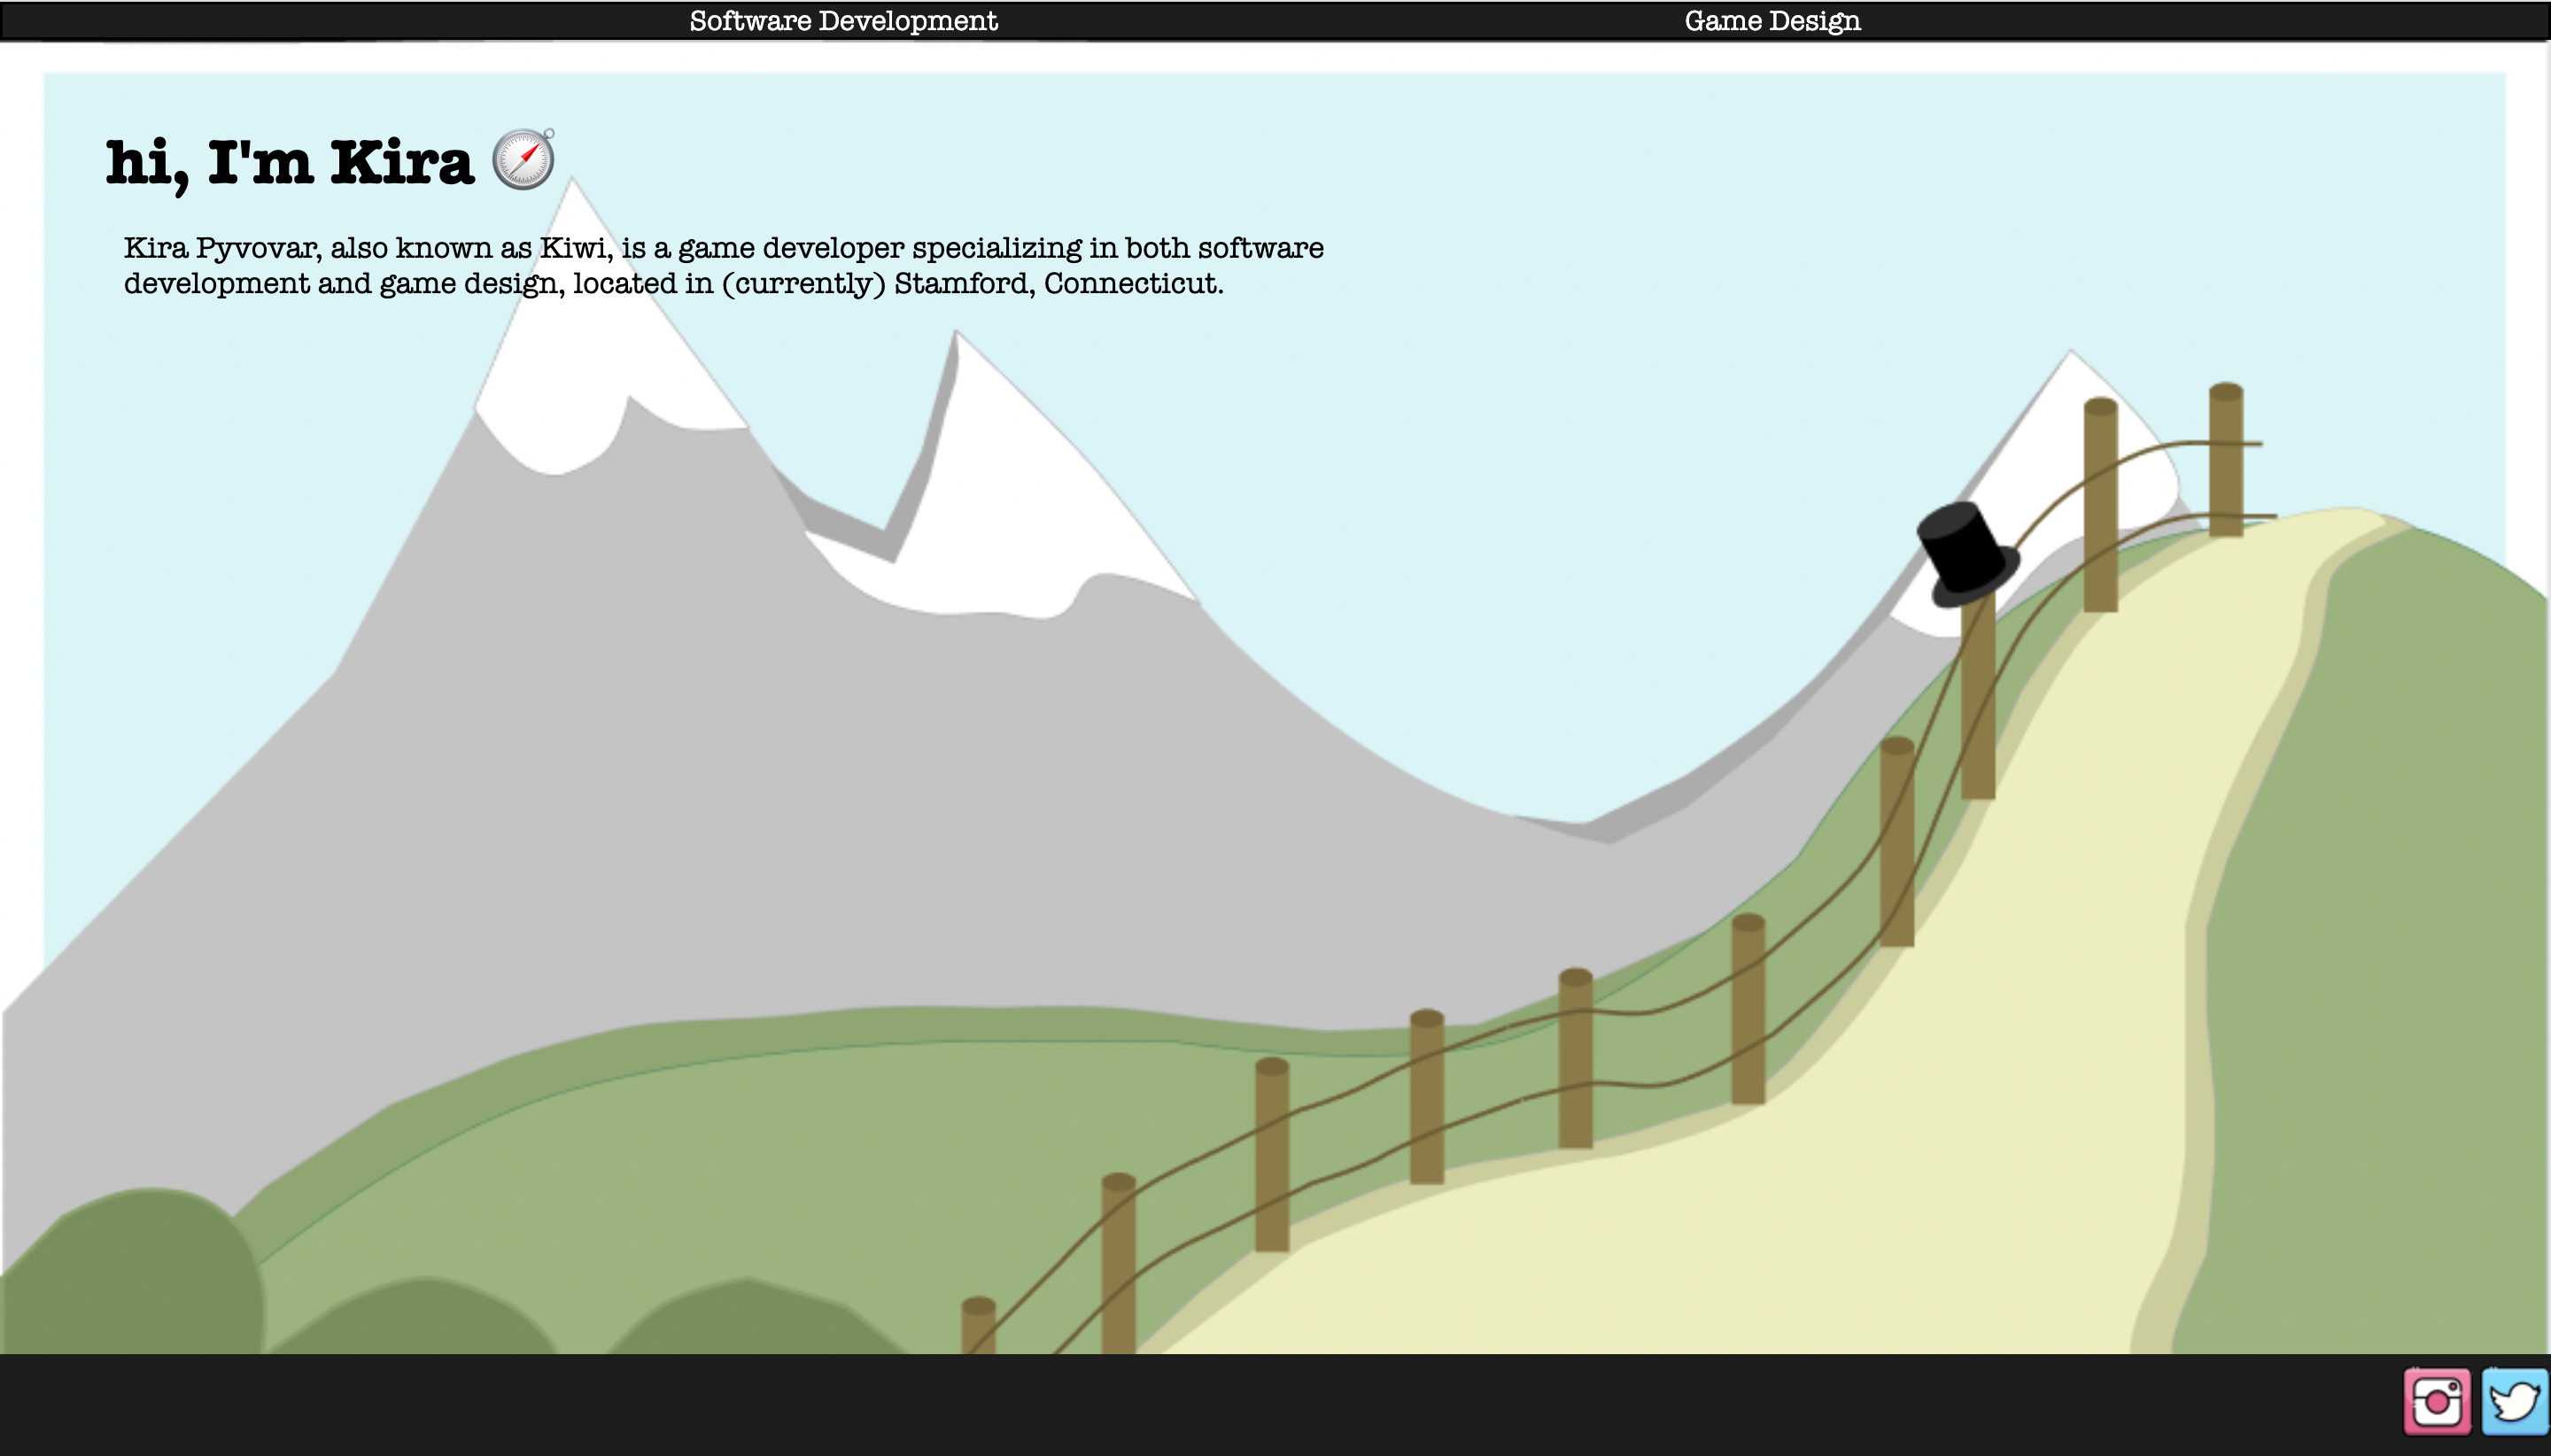 Software Development
Game Design
hi, I'm Kira
Kira Pyvovar, also known as Kiwi, is a game developer specializing in both software
development and game design, located in (currently) Stamford, Connecticut.